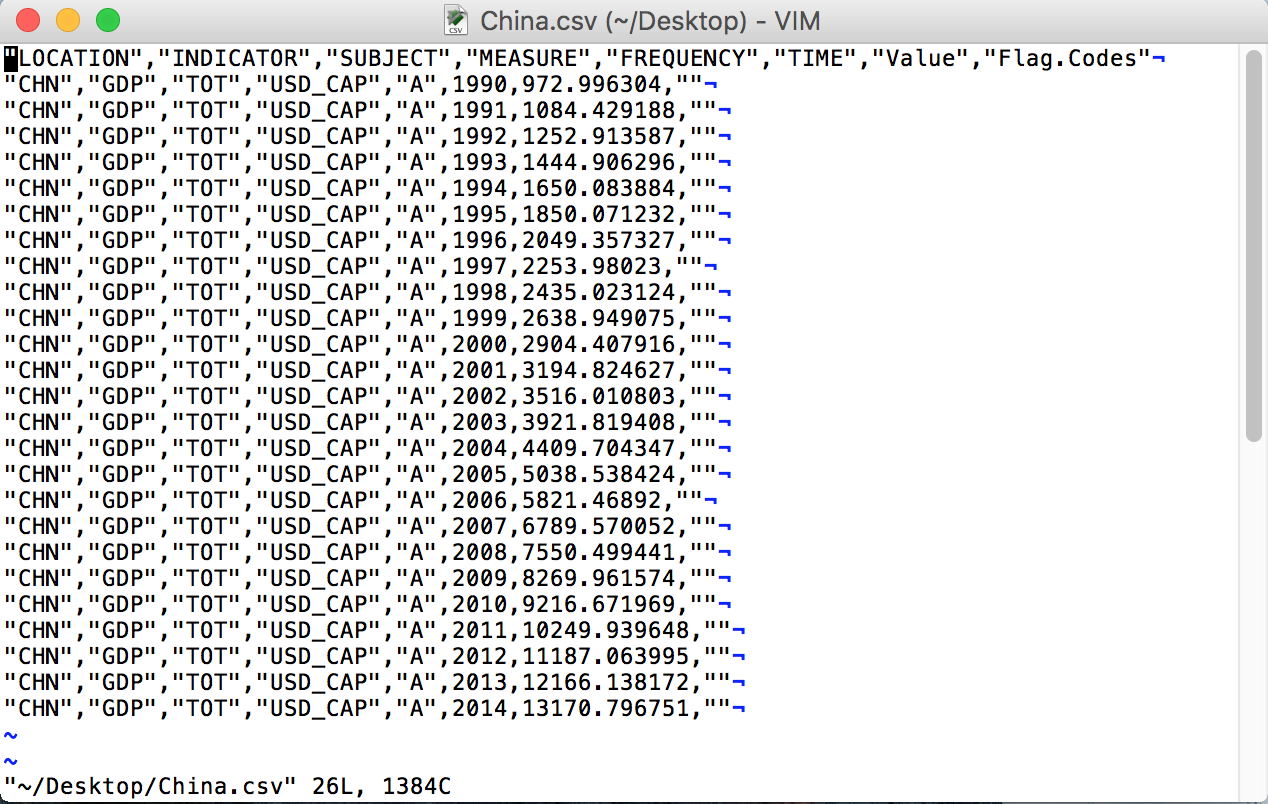 China.csv (~/Desktop) - VIM
"LOCATION","INDICATOR","SUBJECT","MEASURE","FREQUENCY","TIME","Value","Flag.Codes"¬
"CHN","GDP","TOT","USD_CAP","A",1990,972.996304,""¬
"CHN","GDP","TOT","USD_CAP","A",1991,1084.429188,""¬
"CHN","GDP","TOT","USD_CAP","A",1992,1252.913587,""¬
"CHN","GDP","TOT","USD_CAP","A",1993,1444.906296,""¬
"CHN","GDP","TOT","USD_CAP","A",1994,1650.083884,""¬
"CHN","GDP","TOT","USD_CAP","A",1995,1850.071232,""¬
"CHN","GDP","TOT","USD_CAP","A",1996,2049.357327,""¬
"CHN","GDP","TOT","USD_CAP","A",1997,2253.98023,""¬
"CHN","GDP","TOT","USD_CAP","A",1998,2435.023124,""¬
"CHN","GDP","TOT","USD_CAP","A",1999,2638.949075,""¬
"CHN","GDP","TOT","USD_CAP","A",2000,2904.407916,""¬
"CHN","GDP","TOT","USD_CAP","A",2001,3194.824627,""¬
"CHN","GDP","TOT","USD_CAP","A",2002,3516.010803,""¬
"CHN","GDP","TOT","USD_CAP","A",2003,3921.819408,""¬
"CHN","GDP","TOT","USD_CAP","A",2004,4409.704347,""¬
"CHN","GDP","TOT","USD_CAP","A",2005,5038.538424,""¬
"CHN","GDP","TOT","USD_CAP","A",2006,5821.46892,""¬
"CHN","GDP","TOT","USD_CAP","A",2007,6789.570052,""¬
"CHN","GDP","TOT","USD_CAP","A",2008,7550.499441,""¬
"CHN","GDP","TOT","USD_CAP","A",2009,8269.961574,""¬
"CHN","GDP","TOT","USD_CAP","A",2010,9216.671969,""¬
"CHN","GDP","TOT","USD_CAP","A",2011,10249.939648,""¬
"CHN","GDP","TOT","USD_CAP","A",2012,11187.063995,""¬
"CHN","GDP","TOT","USD_CAP","A",2013,12166.138172,""¬
"CHN","GDP","TOT","USD_CAP","A",2014,13170.796751,""¬
~
~
"~/Desktop/China.csv" 26L, 1384C